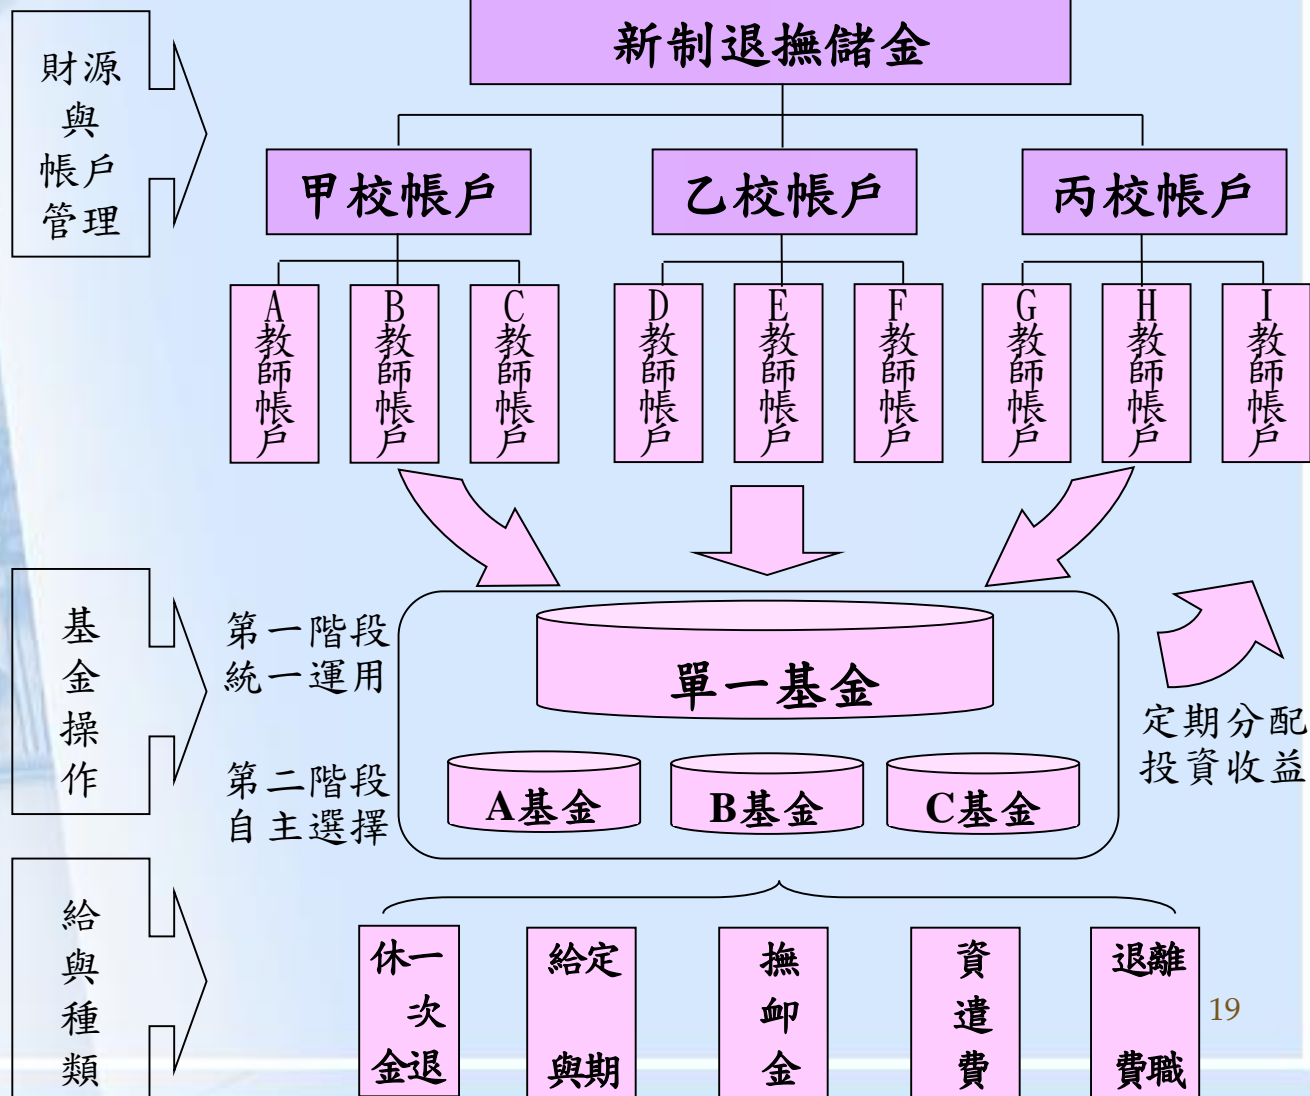 新制退撫儲金
財源
與
帳戶
管理
甲校帳戶
乙校帳戶
丙校帳戶
A教師帳戶
B教師帳戶
C教師帳戶
D教師帳戶
E教師帳戶
F教師帳戶
G教師帳戶
H教師帳戶
I教師帳戶
基金操作
第一階段
統一運用
單一基金
第二階段
自主選擇
A基金
B基金
C基金
定期分配
投資收益
給與種類
一次退
休金
定期
給與
撫卹金
資遣費
離職
退費
19